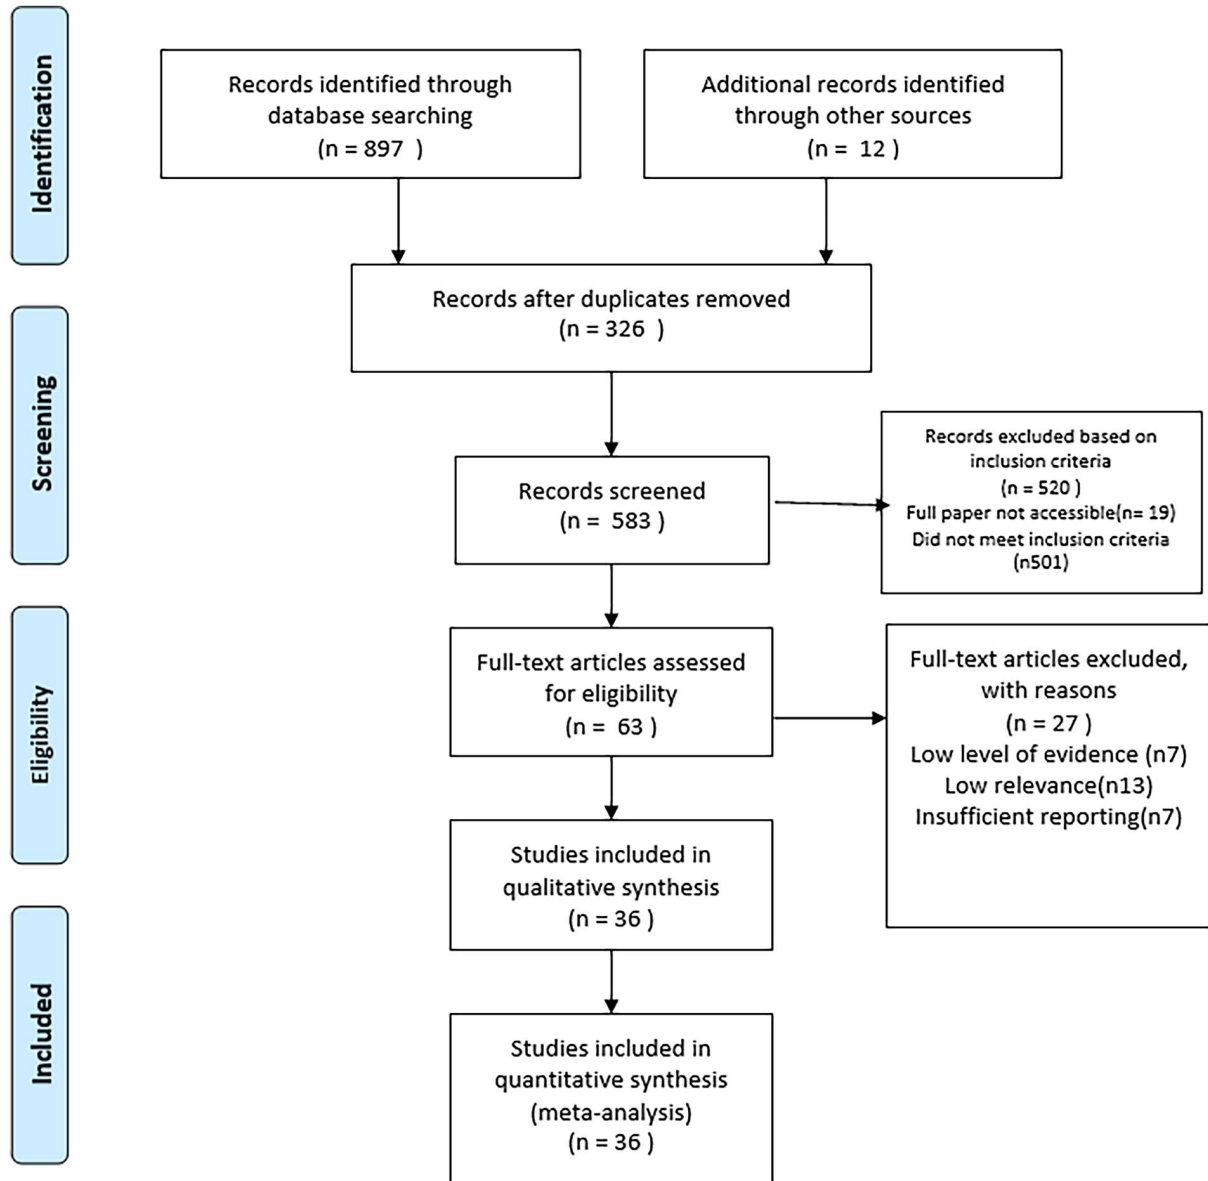 Identification
Records identified through
database searching
(n = 897  )
Additional records identified
through other sources
(n =  12 )
Records after duplicates removed
(n = 326  )
Screening
Records screened
(n =  583 )
Records excluded based on
inclusion criteria
(n = 520 )
Full paper not accessible(n= 19)
Did not meet inclusion criteria
(n501)
Eligibility
Full-text articles assessed
for eligibility
(n =  63 )
Full-text articles excluded,
with reasons
(n = 27 )
Low level of evidence (n7)
Low relevance(n13)
Insufficient reporting(n7)
Studies included in
qualitative synthesis
(n = 36 )
Included
Studies included in
quantitative synthesis
(meta-analysis)
(n = 36 )